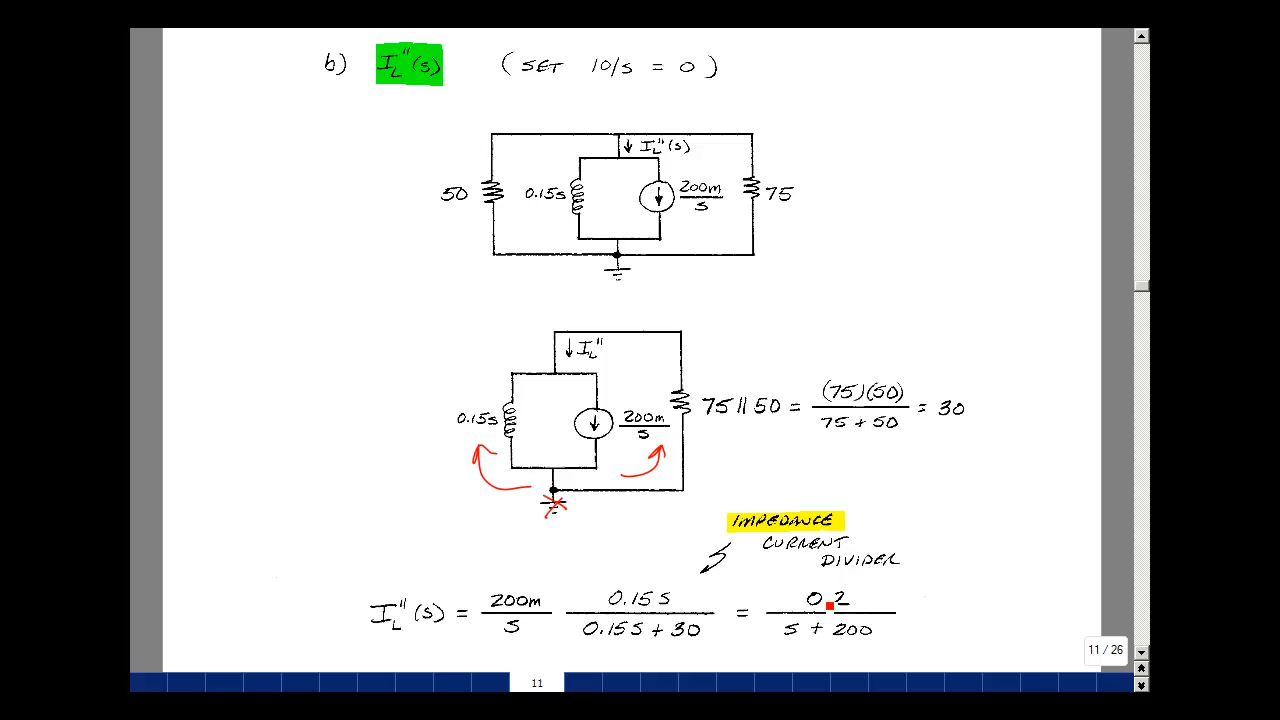 b) I_L''(s) ( SET 10/s = 0 )
↓ I_L''(s)
50 0.15s ↓ 200m/s 75
↓ I_L''
0.15s ↓ 200m/s 75 || 50 = (75)(50) / (75 + 50) = 30
IMPEDANCE
CURRENT
DIVIDER
I_L''(s) = 200m/s 0.15s / (0.15s + 30) = 0.2 / (s + 200)
11 / 26
11